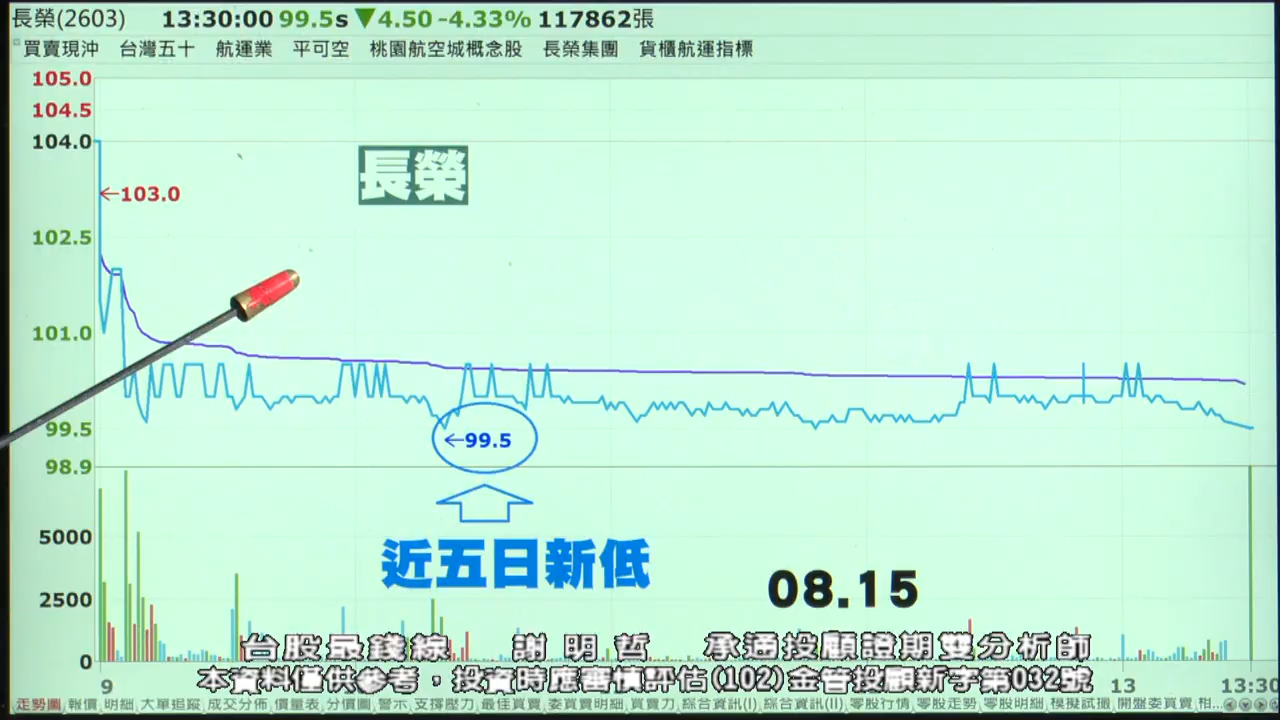 長榮(2603) 13:30:00 99.5s ▼4.50 -4.33% 117862張
買賣現沖 台灣五十 航運業 平可空 桃園航空城概念股 長榮集團 貨櫃航運指標
105.0
104.5
104.0
長榮
←103.0
102.5
101.0
99.5
←99.5
98.9
5000
近五日新低
08.15
2500
0
台股最錢線 謝明哲 承通投顧證期雙分析師
本資料僅供參考，投資時應審慎評估(102)金管投顧新字第032號
9 13 13:30
走勢圖 報價 明細 大單追蹤 成交分佈 價量表 分價圖 警示 支撐壓力 最佳買賣 委買賣明細 買賣力 綜合資訊(I) 綜合資訊(II) 零股行情 零股走勢 零股明細 模擬試撮 開盤委買賣 相...